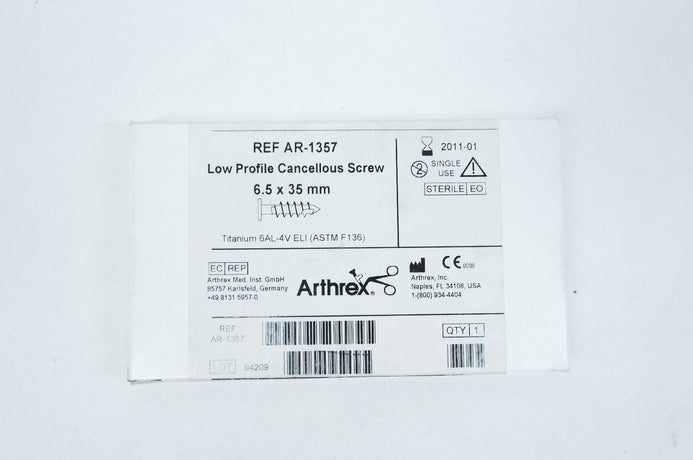 REF AR-1357
Low Profile Cancellous Screw
6.5 x 35 mm
Titanium 6AL-4V ELI (ASTM F136)
2011-01
2
SINGLE USE
STERILE EO
EC REP
Arthrex Med. Inst. GmbH
85757 Karlsfeld, Germany
+49 8131 5957-0
Arthrex®
CE 0086
Arthrex, Inc.
Naples, FL 34108, USA
1-(800) 934-4404
REF
AR-1357
QTY 1
LOT 94209